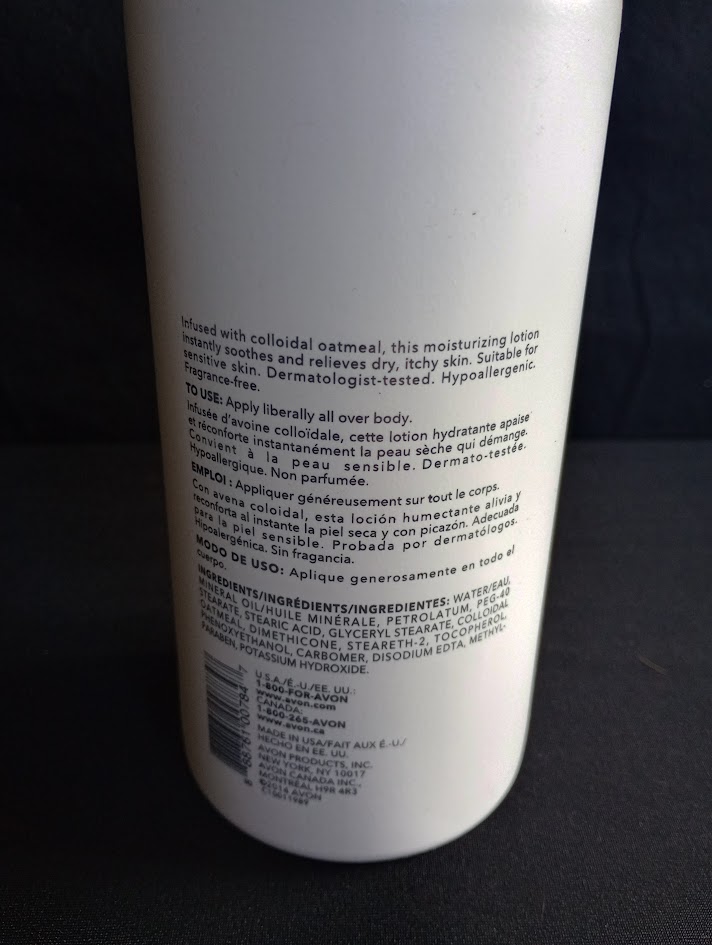 Infused with colloidal oatmeal, this moisturizing lotion
instantly soothes and relieves dry, itchy skin. Suitable for
sensitive skin. Dermatologist-tested. Hypoallergenic.
Fragrance-free.
TO USE: Apply liberally all over body.
Infusée d'avoine colloïdale, cette lotion hydratante apaise
et réconforte instantanément la peau sèche qui démange.
Convient à la peau sensible. Dermato-testée.
Hypoallergique. Non parfumée.
EMPLOI : Appliquer généreusement sur tout le corps.
Con avena coloidal, esta loción humectante alivia y
reconforta al instante la piel seca y con picazón. Adecuada
para la piel sensible. Probada por dermatólogos.
Hipoalergénica. Sin fragancia.
MODO DE USO: Aplique generosamente en todo el
cuerpo.
INGREDIENTS/INGRÉDIENTS/INGREDIENTES: WATER/EAU,
MINERAL OIL/HUILE MINÉRALE, PETROLATUM, PEG-40
STEARATE, STEARIC ACID, GLYCERYL STEARATE, COLLOIDAL
OATMEAL, DIMETHICONE, STEARETH-2, TOCOPHEROL,
PHENOXYETHANOL, CARBOMER, DISODIUM EDTA, METHYL-
PARABEN, POTASSIUM HYDROXIDE.
U.S.A./É.-U./EE. UU.:
1-800-FOR-AVON
www.avon.com
CANADA:
1-800-265-AVON
www.avon.ca
MADE IN USA/FAIT AUX É.-U./
HECHO EN EE. UU.
AVON PRODUCTS, INC.
NEW YORK, NY 10017
AVON CANADA INC.,
MONTRÉAL H9R 4R3
©2014 AVON